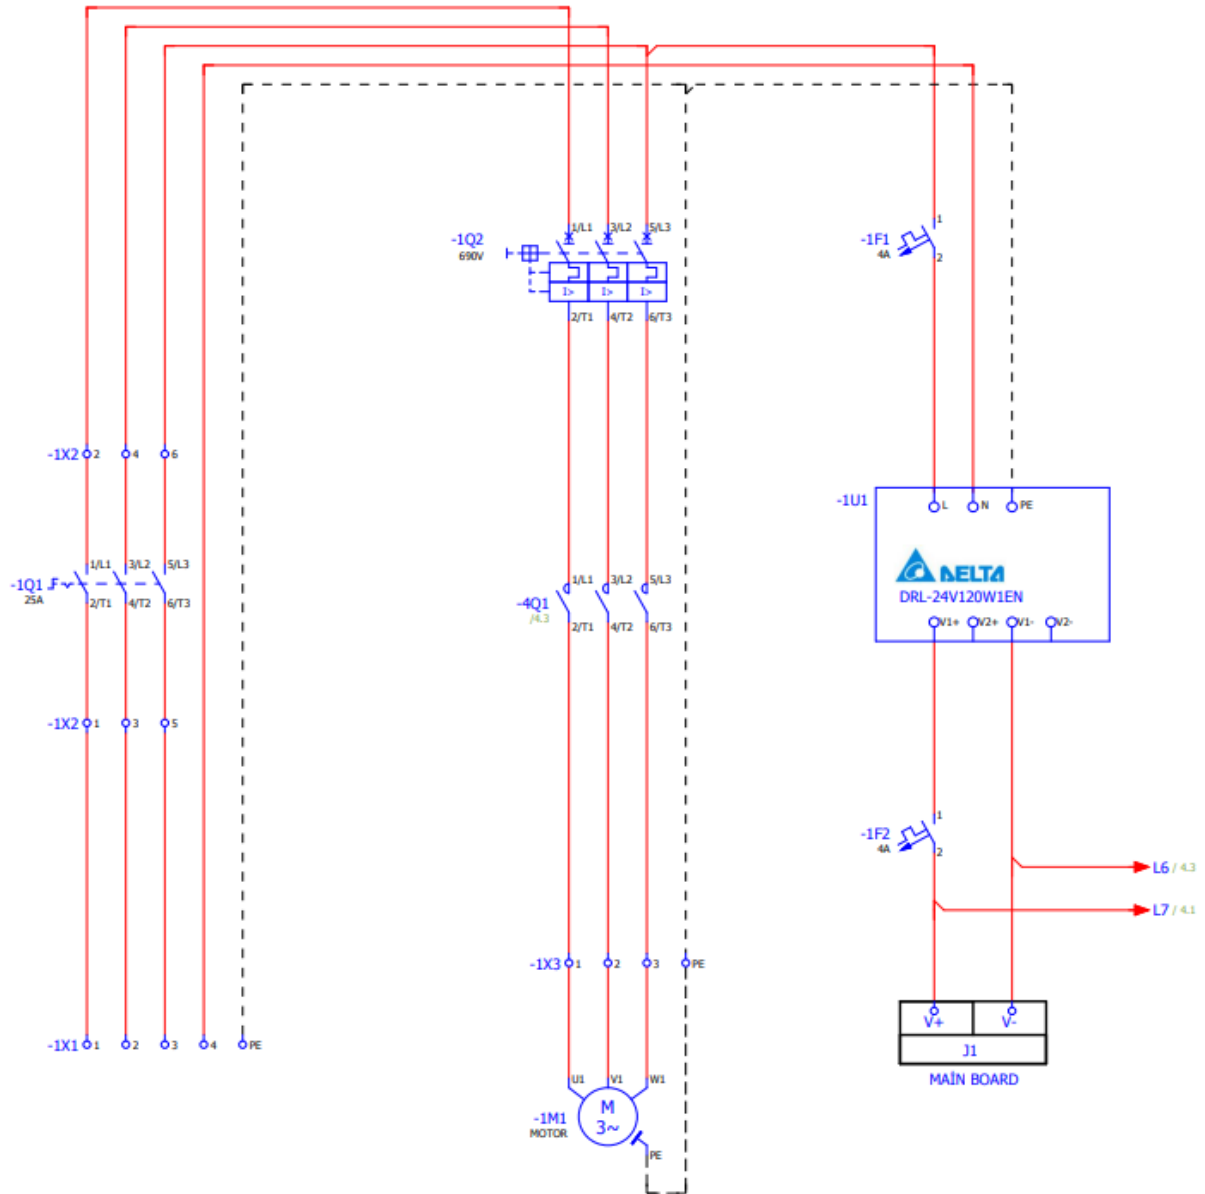 -1Q2
690V
1/L1 3/L2 5/L3
I> I> I>
2/T1 4/T2 6/T3
-1F1
4A
1
2
-1X2 2 4 6
-1U1
L N PE
DELTA
DRL-24V120W1EN
V1+ V2+ V1- V2-
-1Q1
25A
1/L1 3/L2 5/L3
2/T1 4/T2 6/T3
-4Q1
/4.3
1/L1 3/L2 5/L3
2/T1 4/T2 6/T3
-1X2 1 3 5
-1F2
4A
1
2
L6 / 4.3
L7 / 4.1
-1X3 1 2 3 PE
-1X1 1 2 3 4 PE
V+ V-
J1
MAİN BOARD
U1 V1 W1
-1M1
MOTOR
M
3~
PE